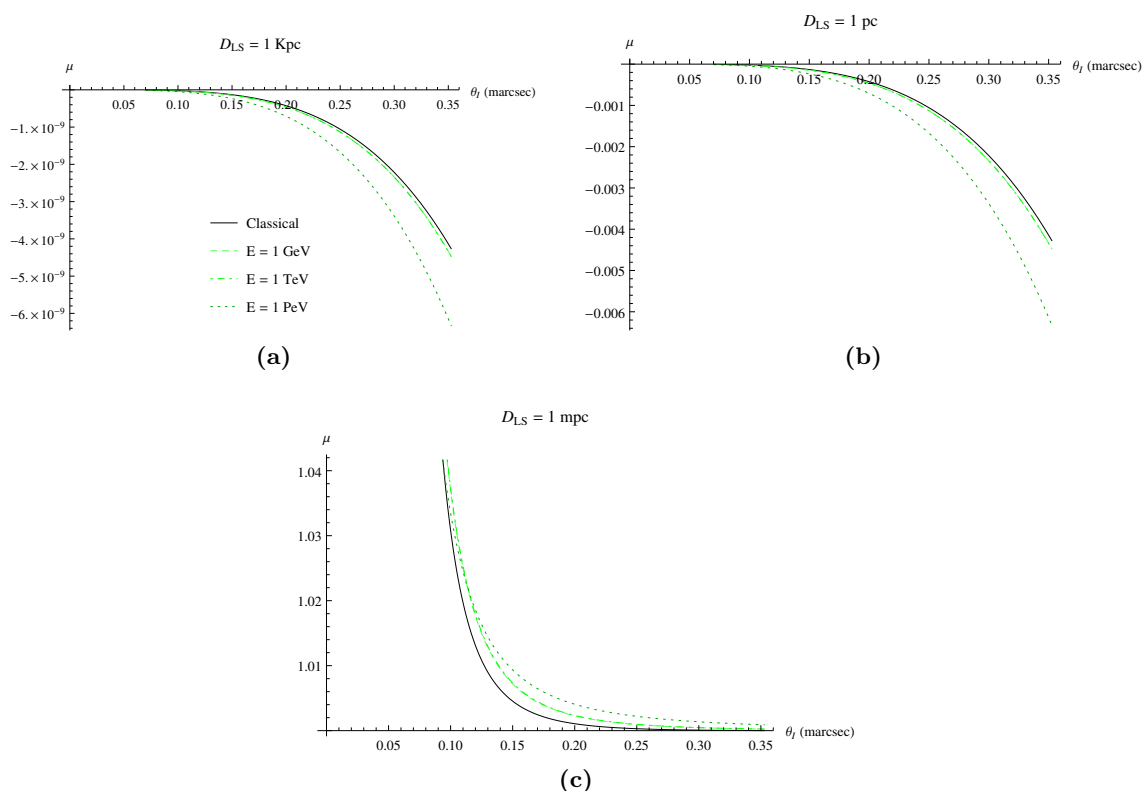 D_LS = 1 Kpc
μ
θ_I (marcsec)
0.05 0.10 0.15 0.20 0.25 0.30 0.35
−1.×10⁻⁹
−2.×10⁻⁹
−3.×10⁻⁹
−4.×10⁻⁹
−5.×10⁻⁹
−6.×10⁻⁹
Classical
E = 1 GeV
E = 1 TeV
E = 1 PeV
(a)
D_LS = 1 pc
μ
θ_I (marcsec)
0.05 0.10 0.15 0.20 0.25 0.30 0.35
−0.001
−0.002
−0.003
−0.004
−0.005
−0.006
(b)
D_LS = 1 mpc
μ
1.04
1.03
1.02
1.01
θ_I (marcsec)
0.05 0.10 0.15 0.20 0.25 0.30 0.35
(c)